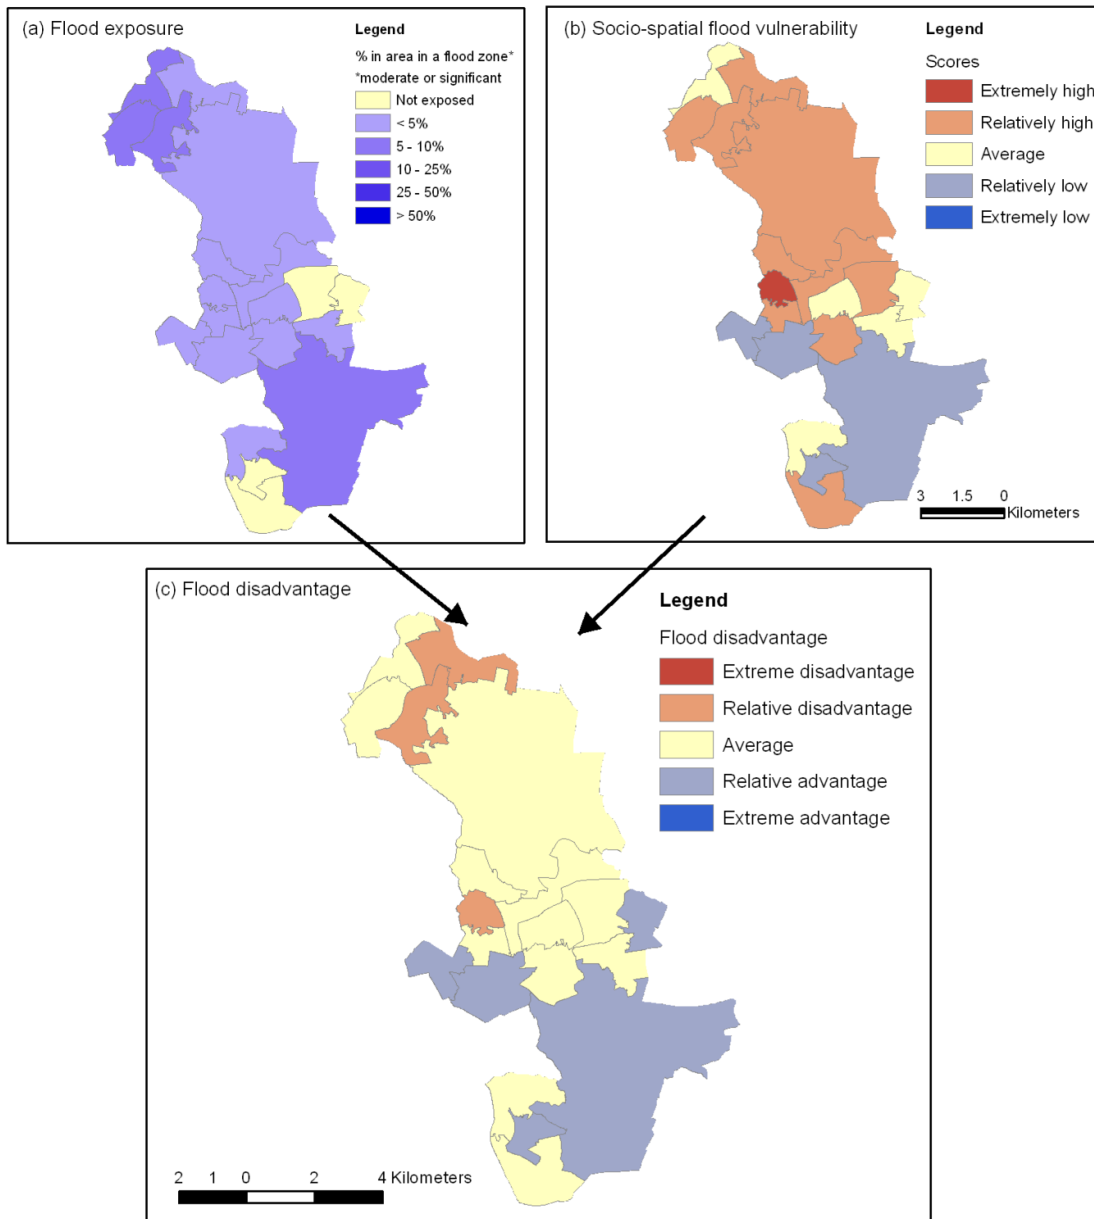 (a) Flood exposure
Legend
% in area in a flood zone*
*moderate or significant
Not exposed
< 5%
5 - 10%
10 - 25%
25 - 50%
> 50%
(b) Socio-spatial flood vulnerability
Legend
Scores
Extremely high
Relatively high
Average
Relatively low
Extremely low
3 1.5 0
Kilometers
(c) Flood disadvantage
Legend
Flood disadvantage
Extreme disadvantage
Relative disadvantage
Average
Relative advantage
Extreme advantage
2 1 0 2 4 Kilometers